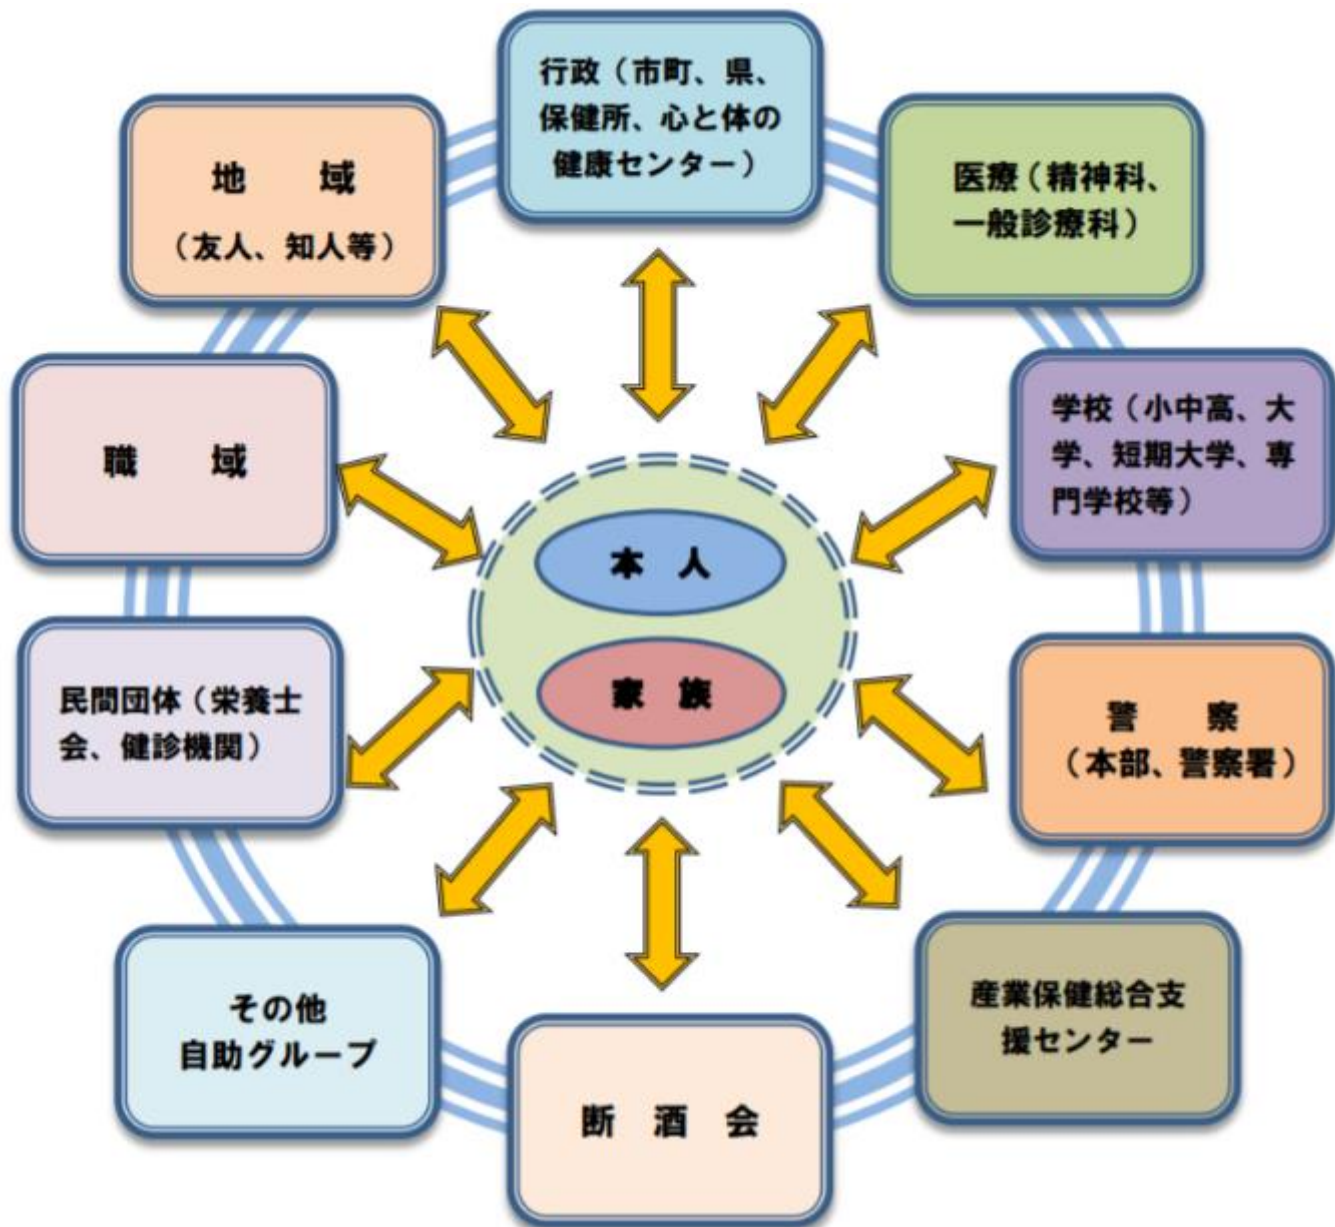 行政（市町、県、
保健所、心と体の
健康センター）
医療（精神科、
一般診療科）
学校（小中高、大
学、短期大学、専
門学校等）
警　察
（本部、警察署）
産業保健総合支
援センター
断　酒　会
その他
自助グループ
民間団体（栄養士
会、健診機関）
職　域
地　域
（友人、知人等）
本　人
家　族